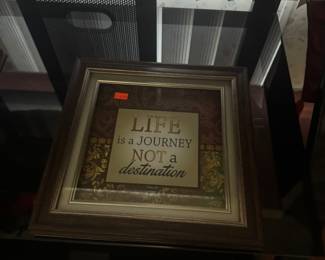 LIFE
is a JOURNEY
NOT a
destination